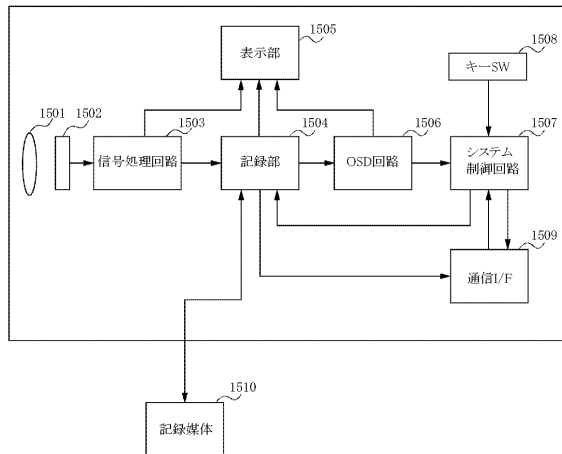 1505
表示部
1508
キーSW
1501
1502
1503
信号処理回路
1504
記録部
1506
OSD回路
1507
システム
制御回路
1509
通信I/F
1510
記録媒体